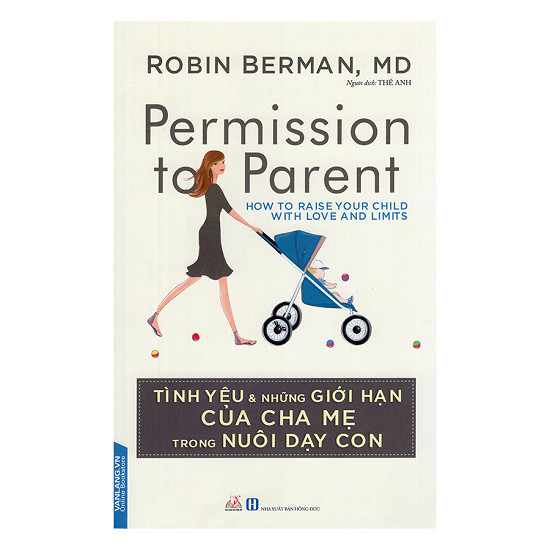 ROBIN BERMAN, MD
Người dịch: THẾ ANH
Permission
to Parent
HOW TO RAISE YOUR CHILD
WITH LOVE AND LIMITS
TÌNH YÊU & NHỮNG GIỚI HẠN
CỦA CHA MẸ
TRONG NUÔI DẠY CON
VANLANG.VN
Online Bookstore
NHÀ XUẤT BẢN HỒNG ĐỨC